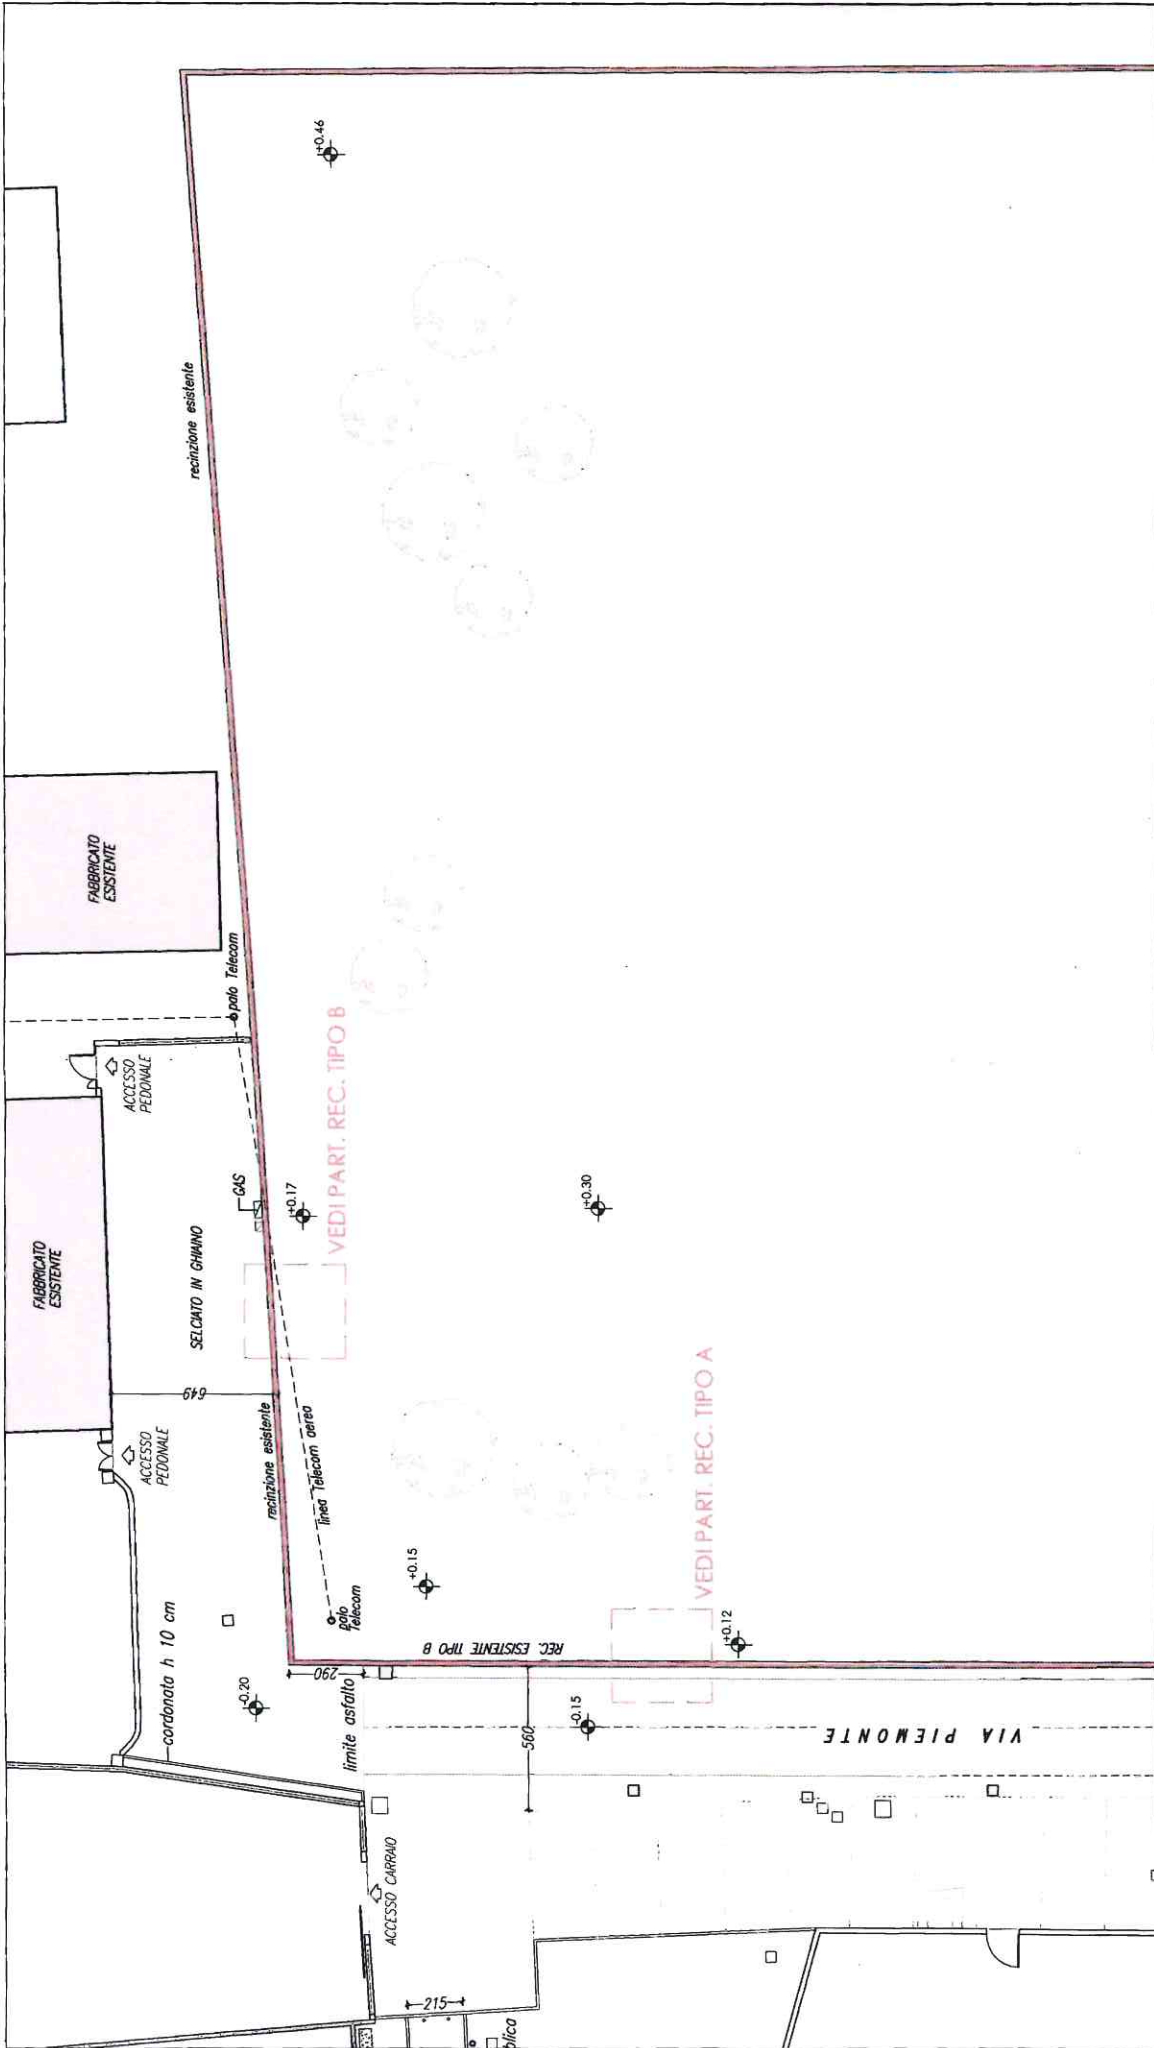 +0.46
recinzione esistente
FABBRICATO
ESISTENTE
palo Telecom
ACCESSO
PEDONALE
GAS
+0.17
VEDI PART. REC. TIPO B
+0.30
FABBRICATO
ESISTENTE
SELCIATO IN GHIAINO
649
ACCESSO
PEDONALE
recinzione esistente
linea Telecom aerea
VEDI PART. REC. TIPO A
+0.15
palo
Telecom
REC. ESISTENTE TIPO B
+0.12
cordonata h 10 cm
290
-0.20
limite asfalto
560
-0.15
VIA PIEMONTE
ACCESSO CARRAIO
215
blica